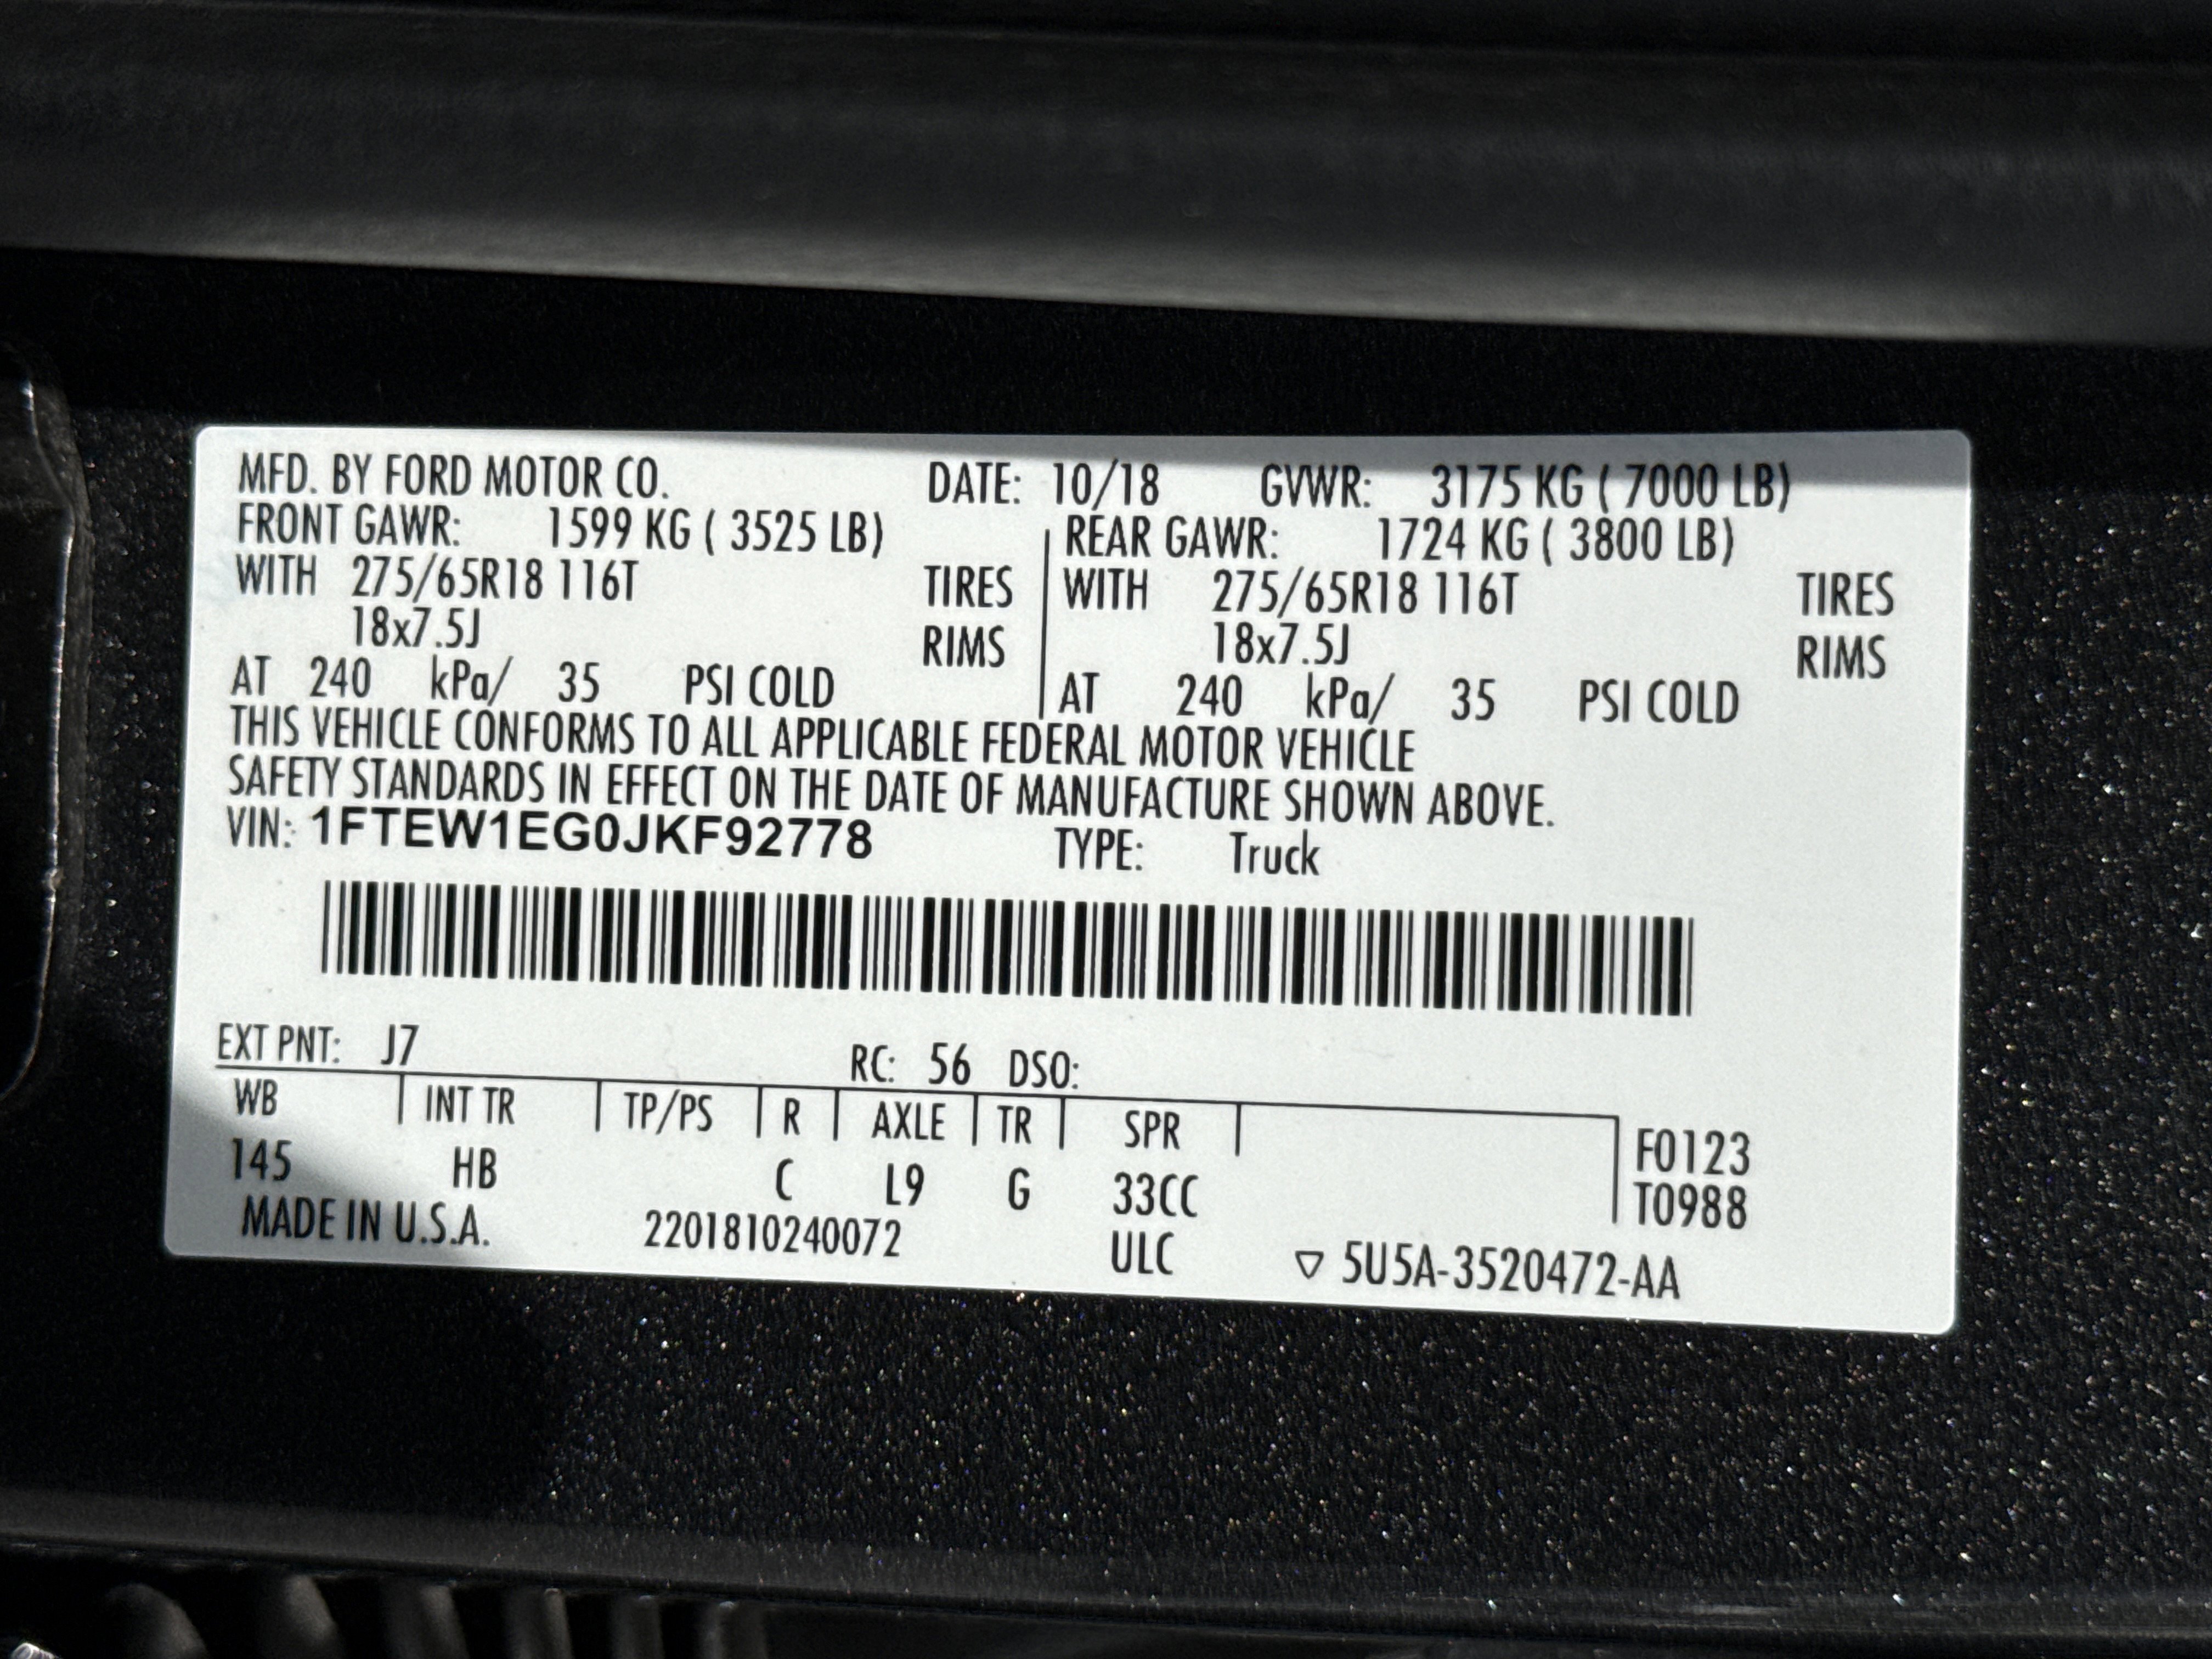 MFD. BY FORD MOTOR CO. DATE: 10/18 GVWR: 3175 KG ( 7000 LB)
FRONT GAWR: 1599 KG ( 3525 LB) REAR GAWR: 1724 KG ( 3800 LB)
WITH 275/65R18 116T TIRES WITH 275/65R18 116T TIRES
18x7.5J RIMS 18x7.5J RIMS
AT 240 kPa/ 35 PSI COLD AT 240 kPa/ 35 PSI COLD
THIS VEHICLE CONFORMS TO ALL APPLICABLE FEDERAL MOTOR VEHICLE
SAFETY STANDARDS IN EFFECT ON THE DATE OF MANUFACTURE SHOWN ABOVE.
VIN: 1FTEW1EG0JKF92778 TYPE: Truck
EXT PNT: J7 RC: 56 DSO:
WB INT TR TP/PS R AXLE TR SPR F0123
145 HB C L9 G 33CC T0988
MADE IN U.S.A. 2201810240072 ULC ▽ 5U5A-3520472-AA